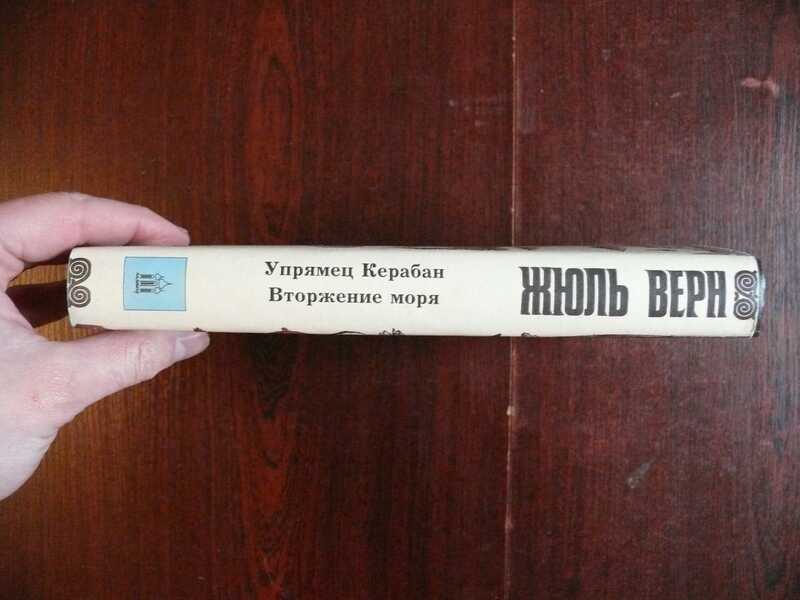 Упрямец Керабан
Вторжение моря
ЖЮЛЬ ВЕРН